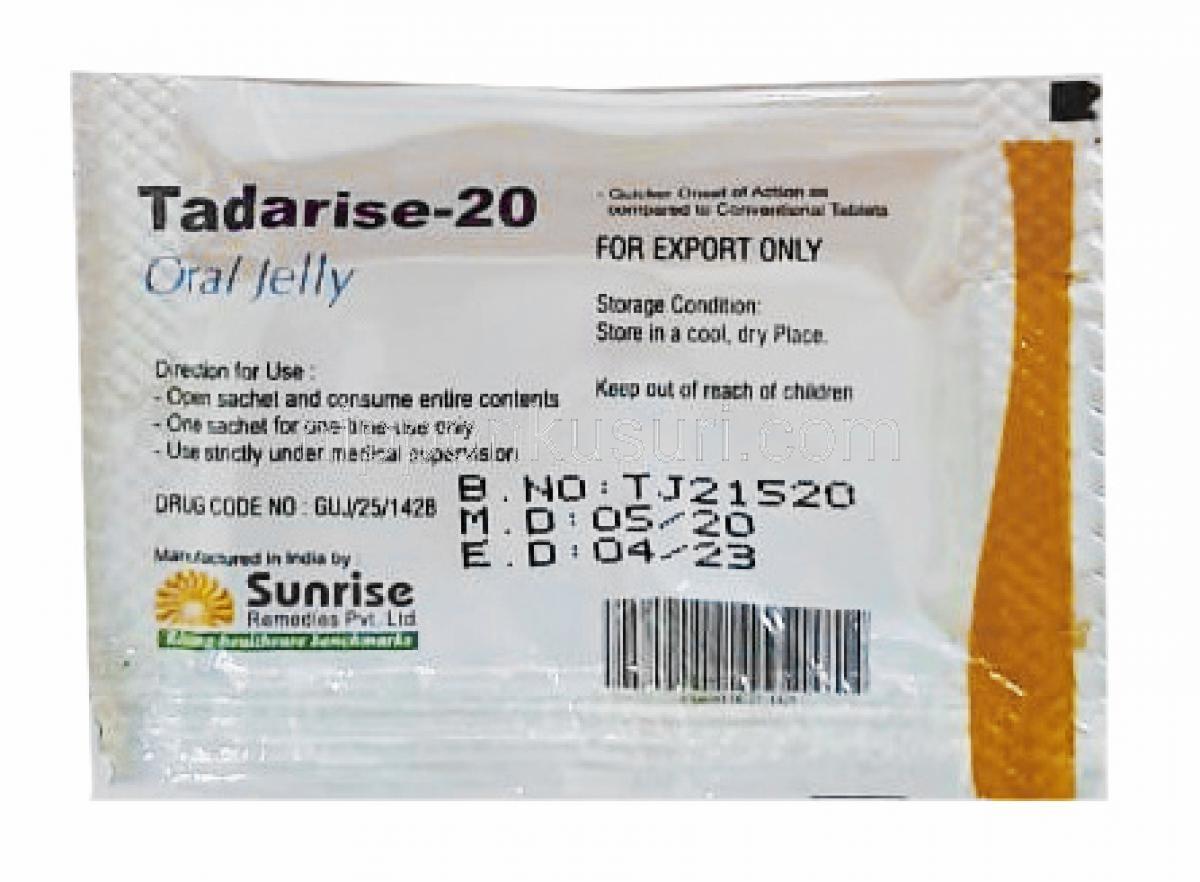 Tadarise-20
Oral Jelly
Direction for Use :
- Open sachet and consume entire contents
- One sachet for one-time use only
- Use strictly under medical supervision
DRUG CODE NO : GUJ/25/1428
Manufactured in India by :
Sunrise
Remedies Pvt. Ltd.
- Quicker Onset of Action as
compared to Conventional Tablets
FOR EXPORT ONLY
Storage Condition:
Store in a cool, dry Place.
Keep out of reach of children
B.NO:TJ21520
M.D:05/20
E.D:04/23